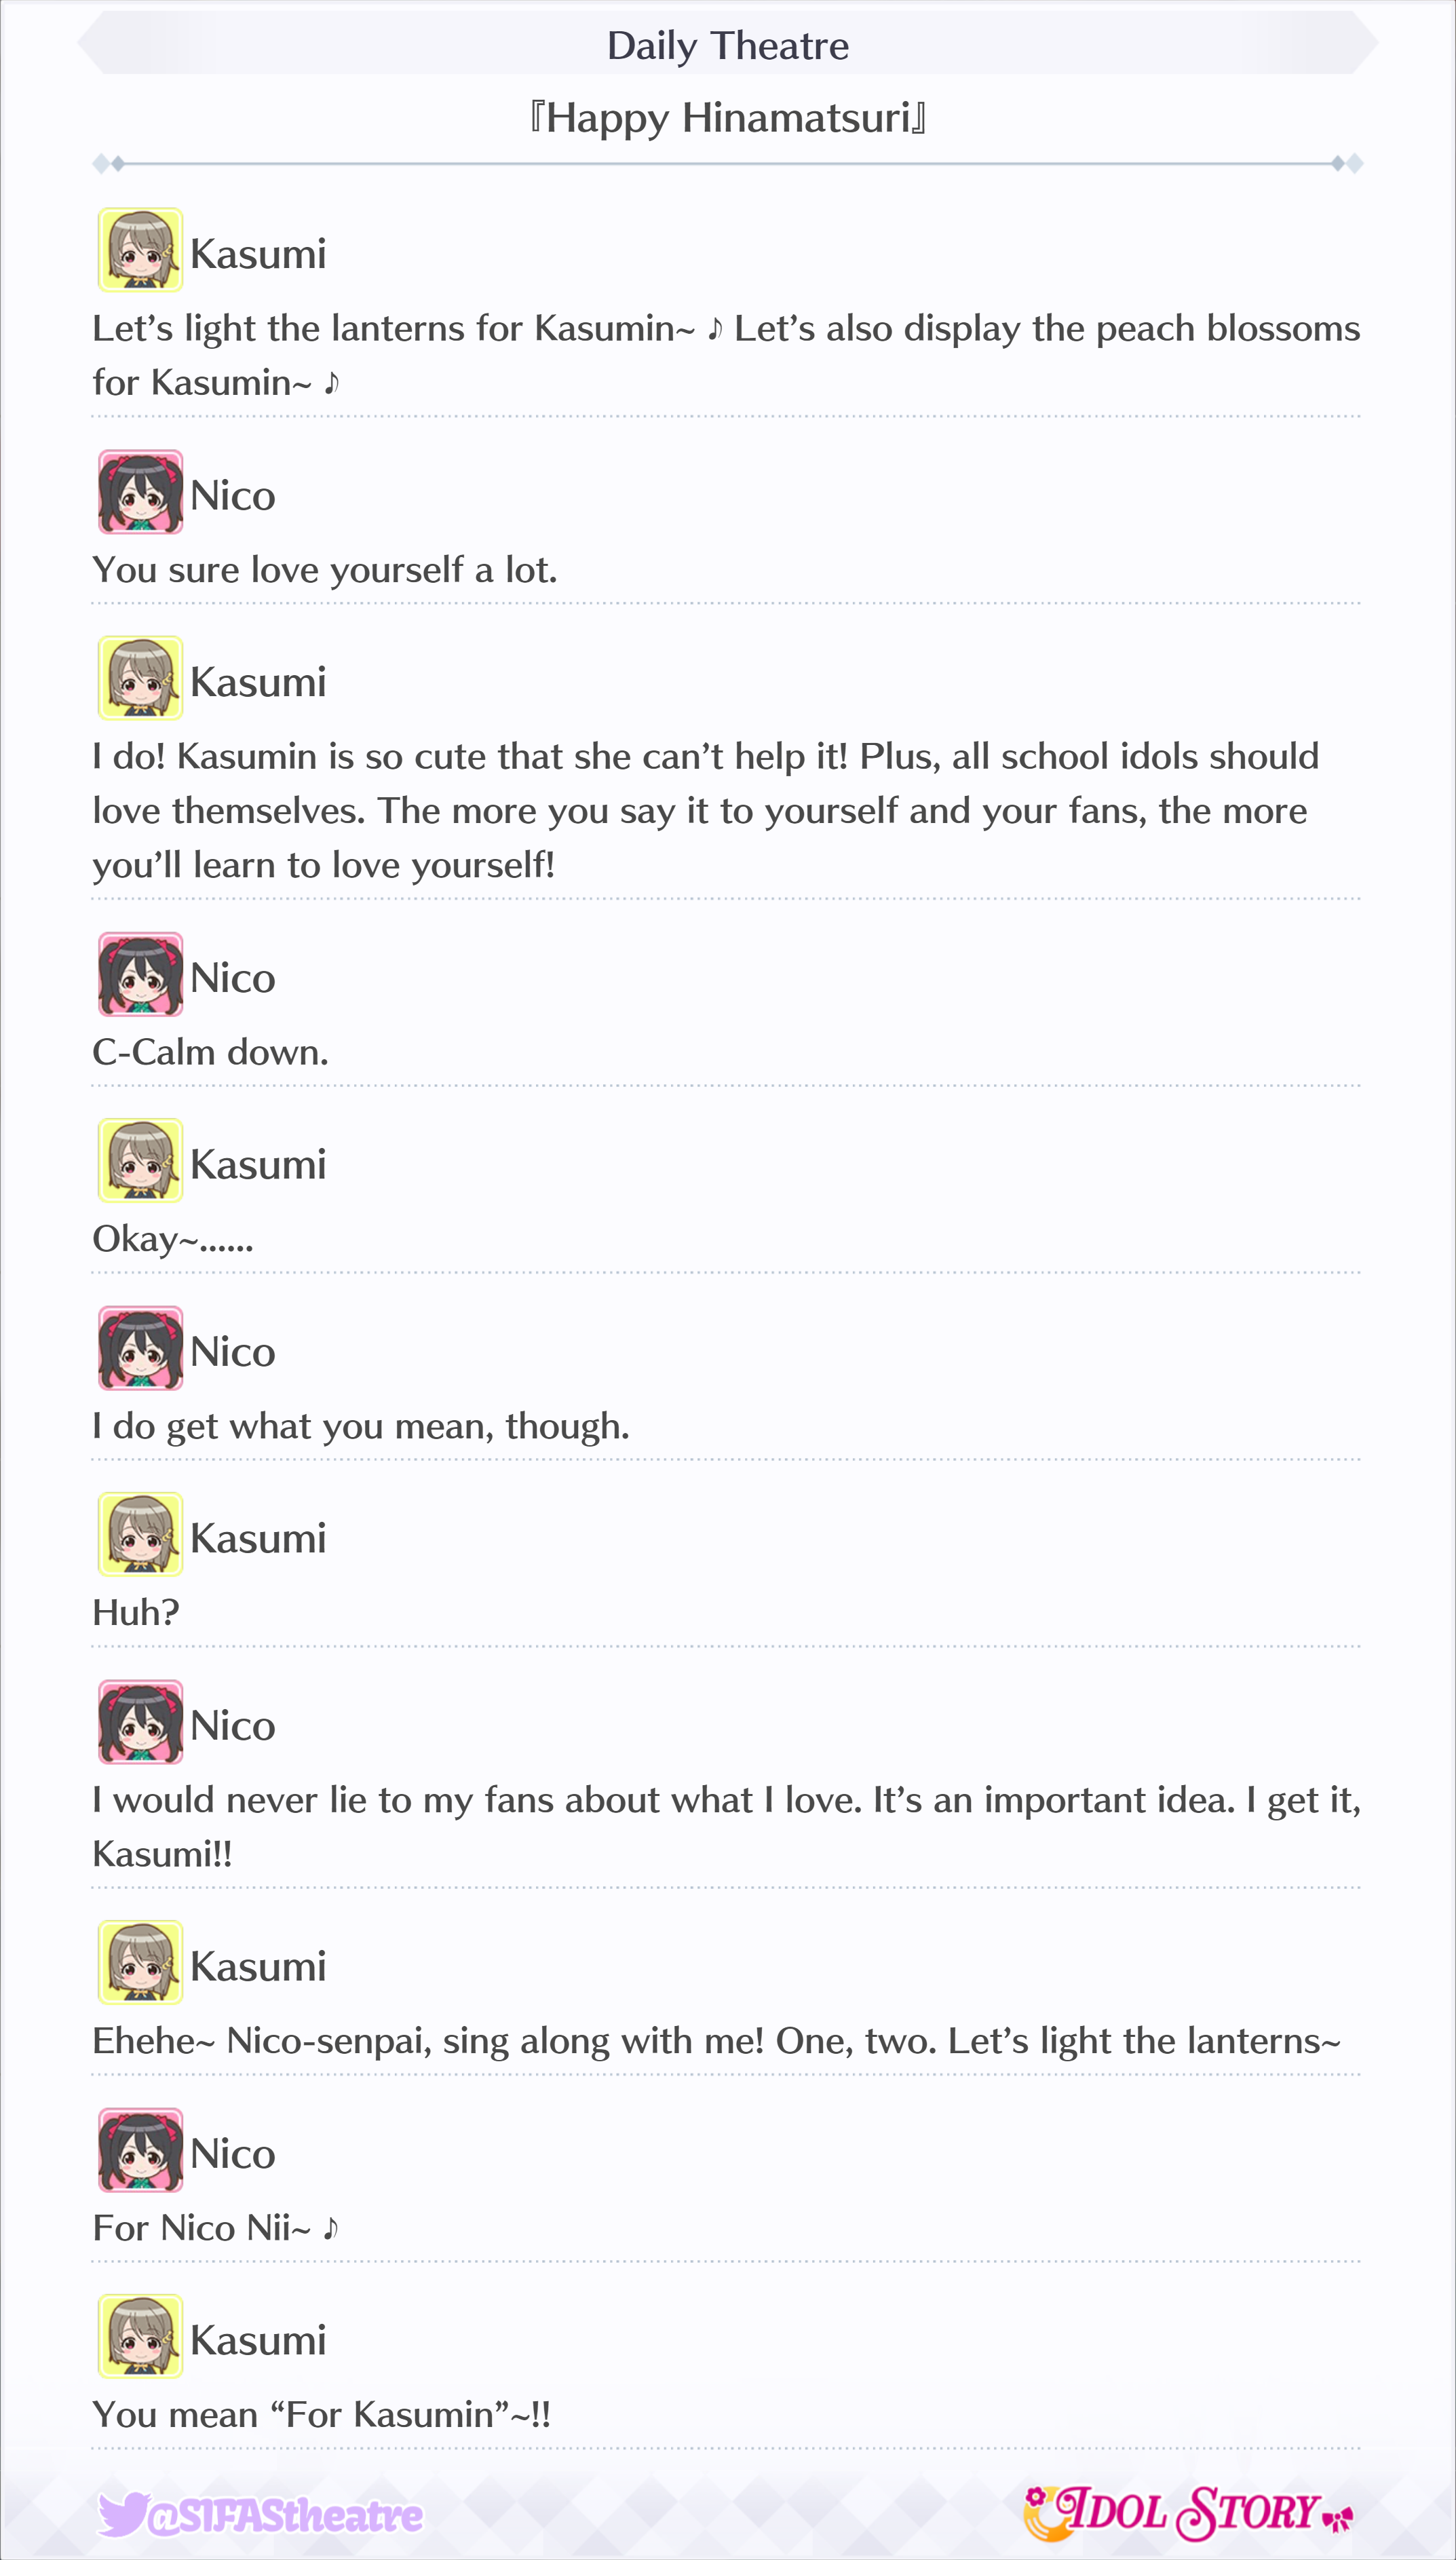 Daily Theatre
『Happy Hinamatsuri』
Kasumi
Let’s light the lanterns for Kasumin~ ♪ Let’s also display the peach blossoms
for Kasumin~ ♪
Nico
You sure love yourself a lot.
Kasumi
I do! Kasumin is so cute that she can’t help it! Plus, all school idols should
love themselves. The more you say it to yourself and your fans, the more
you’ll learn to love yourself!
Nico
C-Calm down.
Kasumi
Okay~......
Nico
I do get what you mean, though.
Kasumi
Huh?
Nico
I would never lie to my fans about what I love. It’s an important idea. I get it,
Kasumi!!
Kasumi
Ehehe~ Nico-senpai, sing along with me! One, two. Let’s light the lanterns~
Nico
For Nico Nii~ ♪
Kasumi
You mean “For Kasumin”~!!
@SIFAStheatre
IDOL STORY